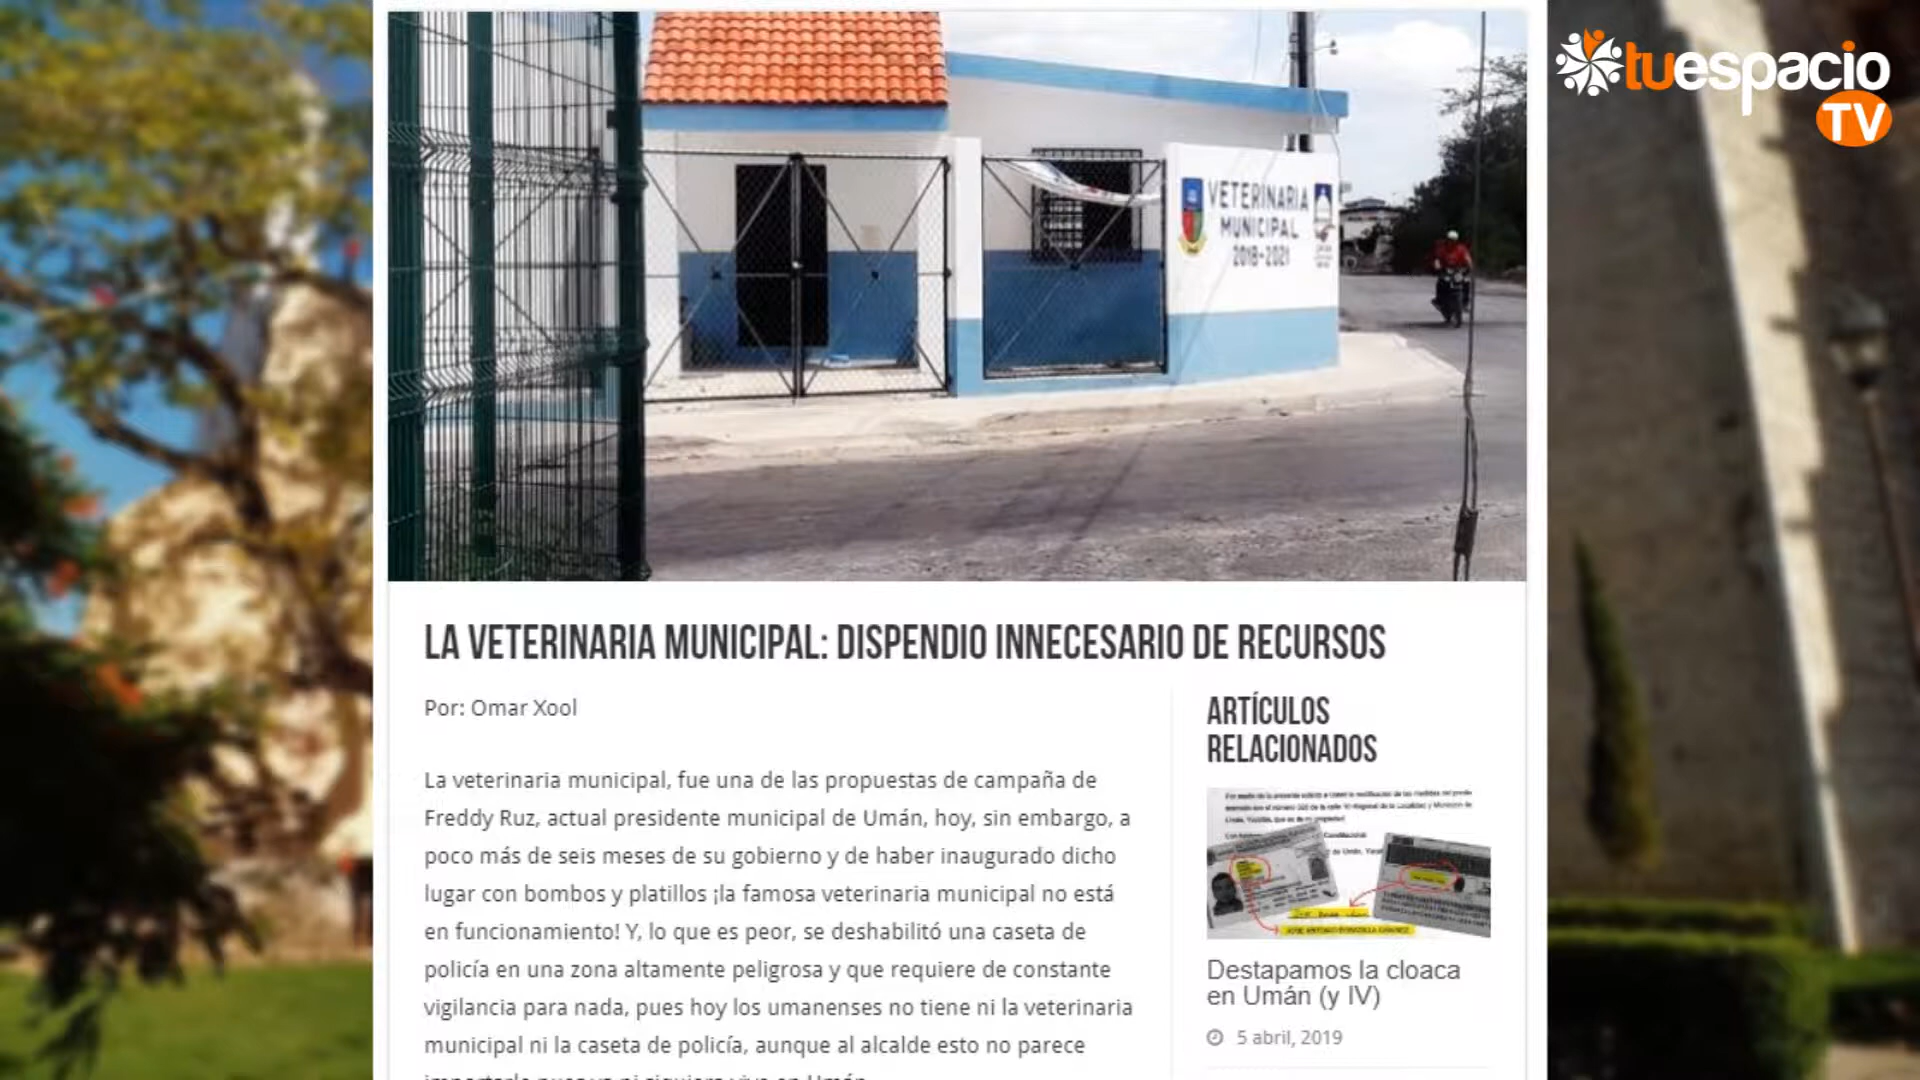 tuespacio
TV
VETERINARIA
MUNICIPAL
2018-2021
LA VETERINARIA MUNICIPAL: DISPENDIO INNECESARIO DE RECURSOS
Por: Omar Xool
La veterinaria municipal, fue una de las propuestas de campaña de
Freddy Ruz, actual presidente municipal de Umán, hoy, sin embargo, a
poco más de seis meses de su gobierno y de haber inaugurado dicho
lugar con bombos y platillos ¡la famosa veterinaria municipal no está
en funcionamiento! Y, lo que es peor, se deshabilitó una caseta de
policía en una zona altamente peligrosa y que requiere de constante
vigilancia para nada, pues hoy los umanenses no tiene ni la veterinaria
municipal ni la caseta de policía, aunque al alcalde esto no parece
ARTÍCULOS
RELACIONADOS
Destapamos la cloaca
en Umán (y IV)
5 abril, 2019